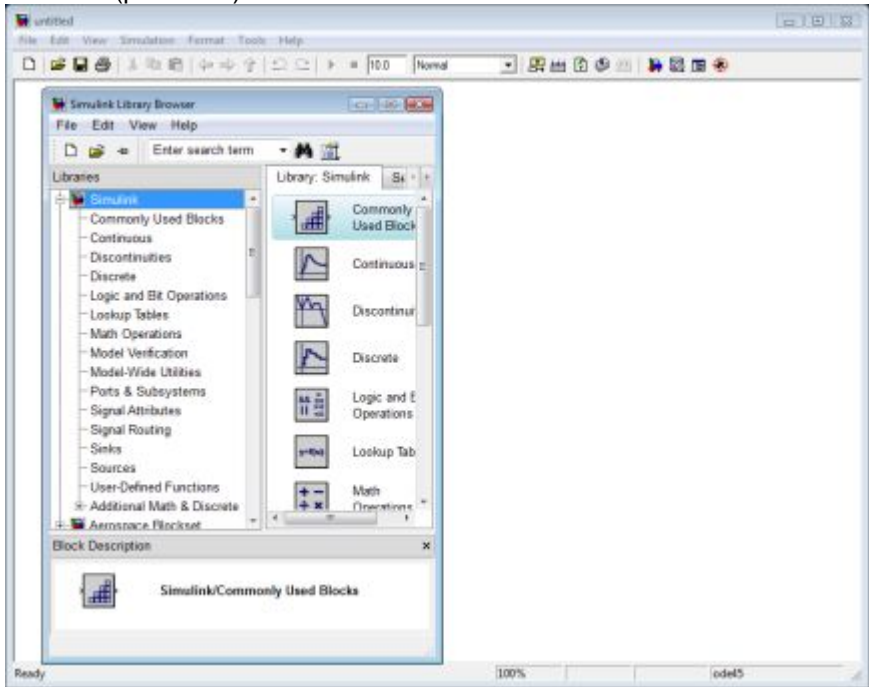 untitled
File Edit View Simulation Format Tools Help
10.0 Normal
Simulink Library Browser
File Edit View Help
Enter search term
Libraries
Library: Simulink
Simulink
Commonly Used Blocks
Continuous
Discontinuities
Discrete
Logic and Bit Operations
Lookup Tables
Math Operations
Model Verification
Model-Wide Utilities
Ports & Subsystems
Signal Attributes
Signal Routing
Sinks
Sources
User-Defined Functions
Additional Math & Discrete
Aerospace Blockset
Commonly
Used Block
Continuous
Discontinui
Discrete
Logic and B
Operations
Lookup Tab
Math
Operations
Block Description
Simulink/Commonly Used Blocks
Ready 100% ode45